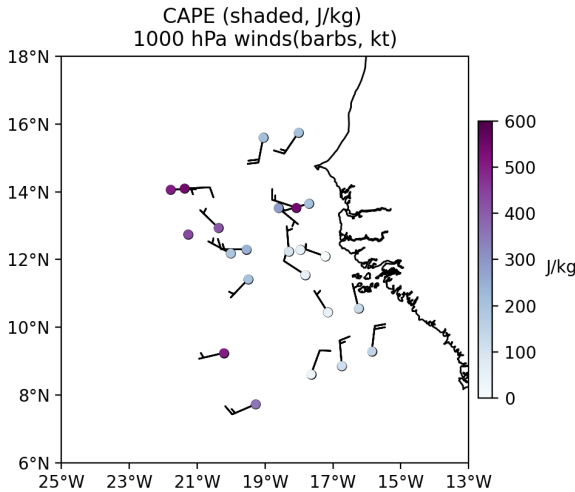 CAPE (shaded, J/kg)
1000 hPa winds(barbs, kt)
18°N
16°N
14°N
12°N
10°N
8°N
6°N
25°W 23°W 21°W 19°W 17°W 15°W 13°W
600
500
400
300
200
100
0
J/kg